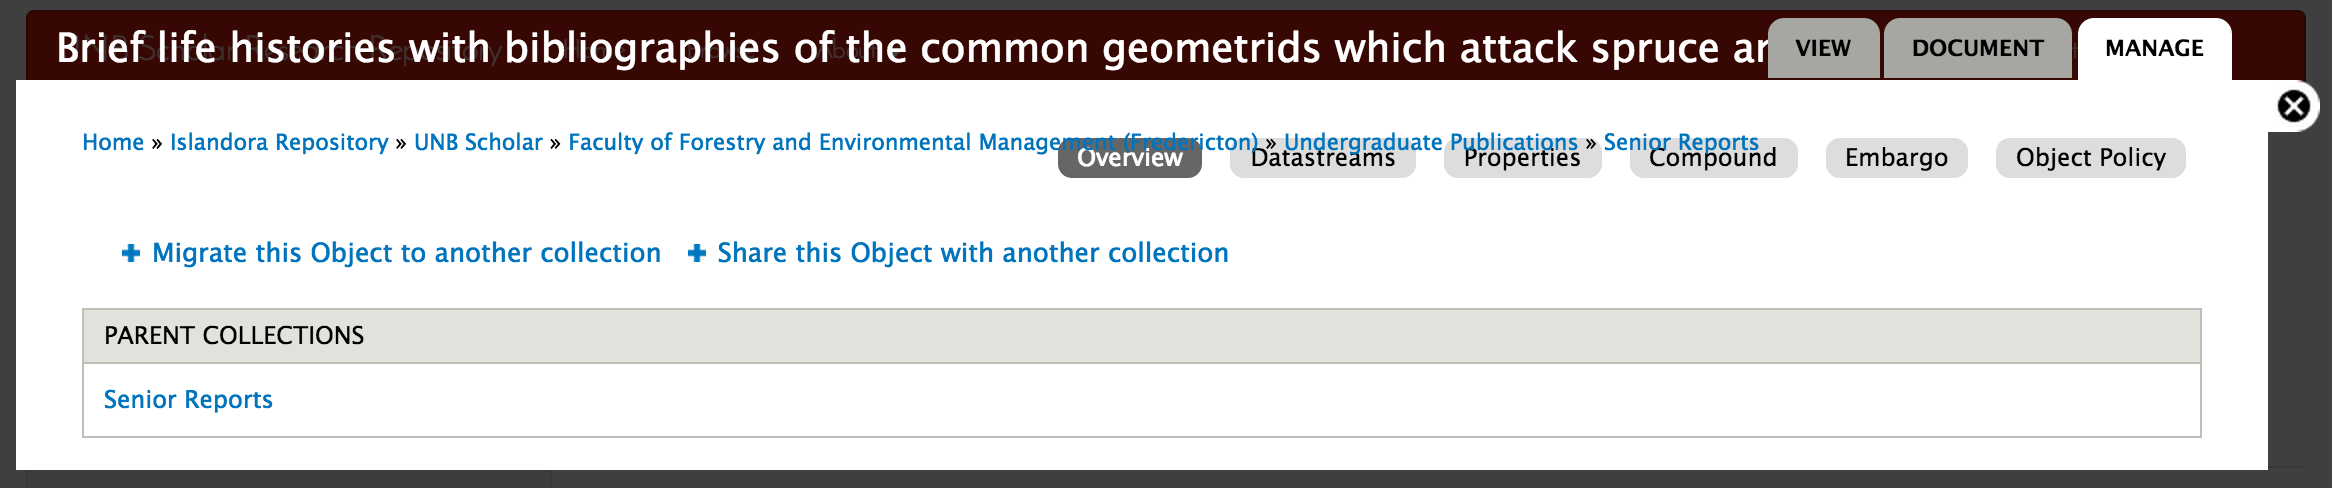 Brief life histories with bibliographies of the common geometrids which attack spruce ar
VIEW
DOCUMENT
MANAGE
Home » Islandora Repository » UNB Scholar » Faculty of Forestry and Environmental Management (Fredericton) » Undergraduate Publications » Senior Reports
Overview
Datastreams
Properties
Compound
Embargo
Object Policy
Migrate this Object to another collection
Share this Object with another collection
PARENT COLLECTIONS
Senior Reports